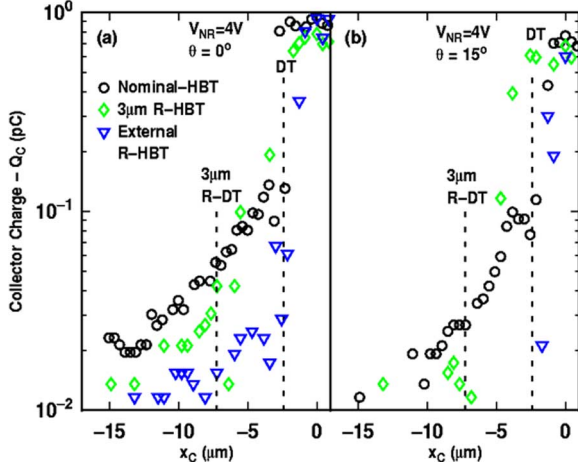 10⁰
(a)
V_NR=4V
θ = 0°
(b)
V_NR=4V
θ = 15°
DT
DT
Nominal–HBT
3μm R–HBT
External
R–HBT
3μm
R–DT
3μm
R–DT
10⁻¹
10⁻²
Collector Charge – Q_C (pC)
−15 −10 −5 0 −15 −10 −5 0
x_C (μm) x_C (μm)